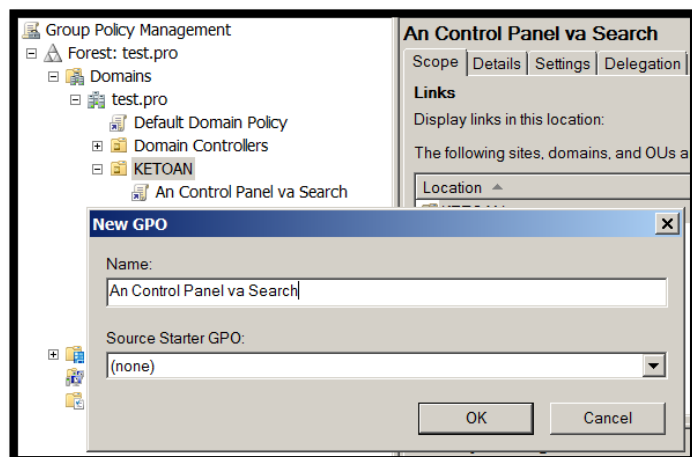 Group Policy Management
Forest: test.pro
Domains
test.pro
Default Domain Policy
Domain Controllers
KETOAN
An Control Panel va Search
An Control Panel va Search
Scope Details Settings Delegation
Links
Display links in this location:
The following sites, domains, and OUs a
Location
New GPO
Name:
An Control Panel va Search
Source Starter GPO:
(none)
OK Cancel